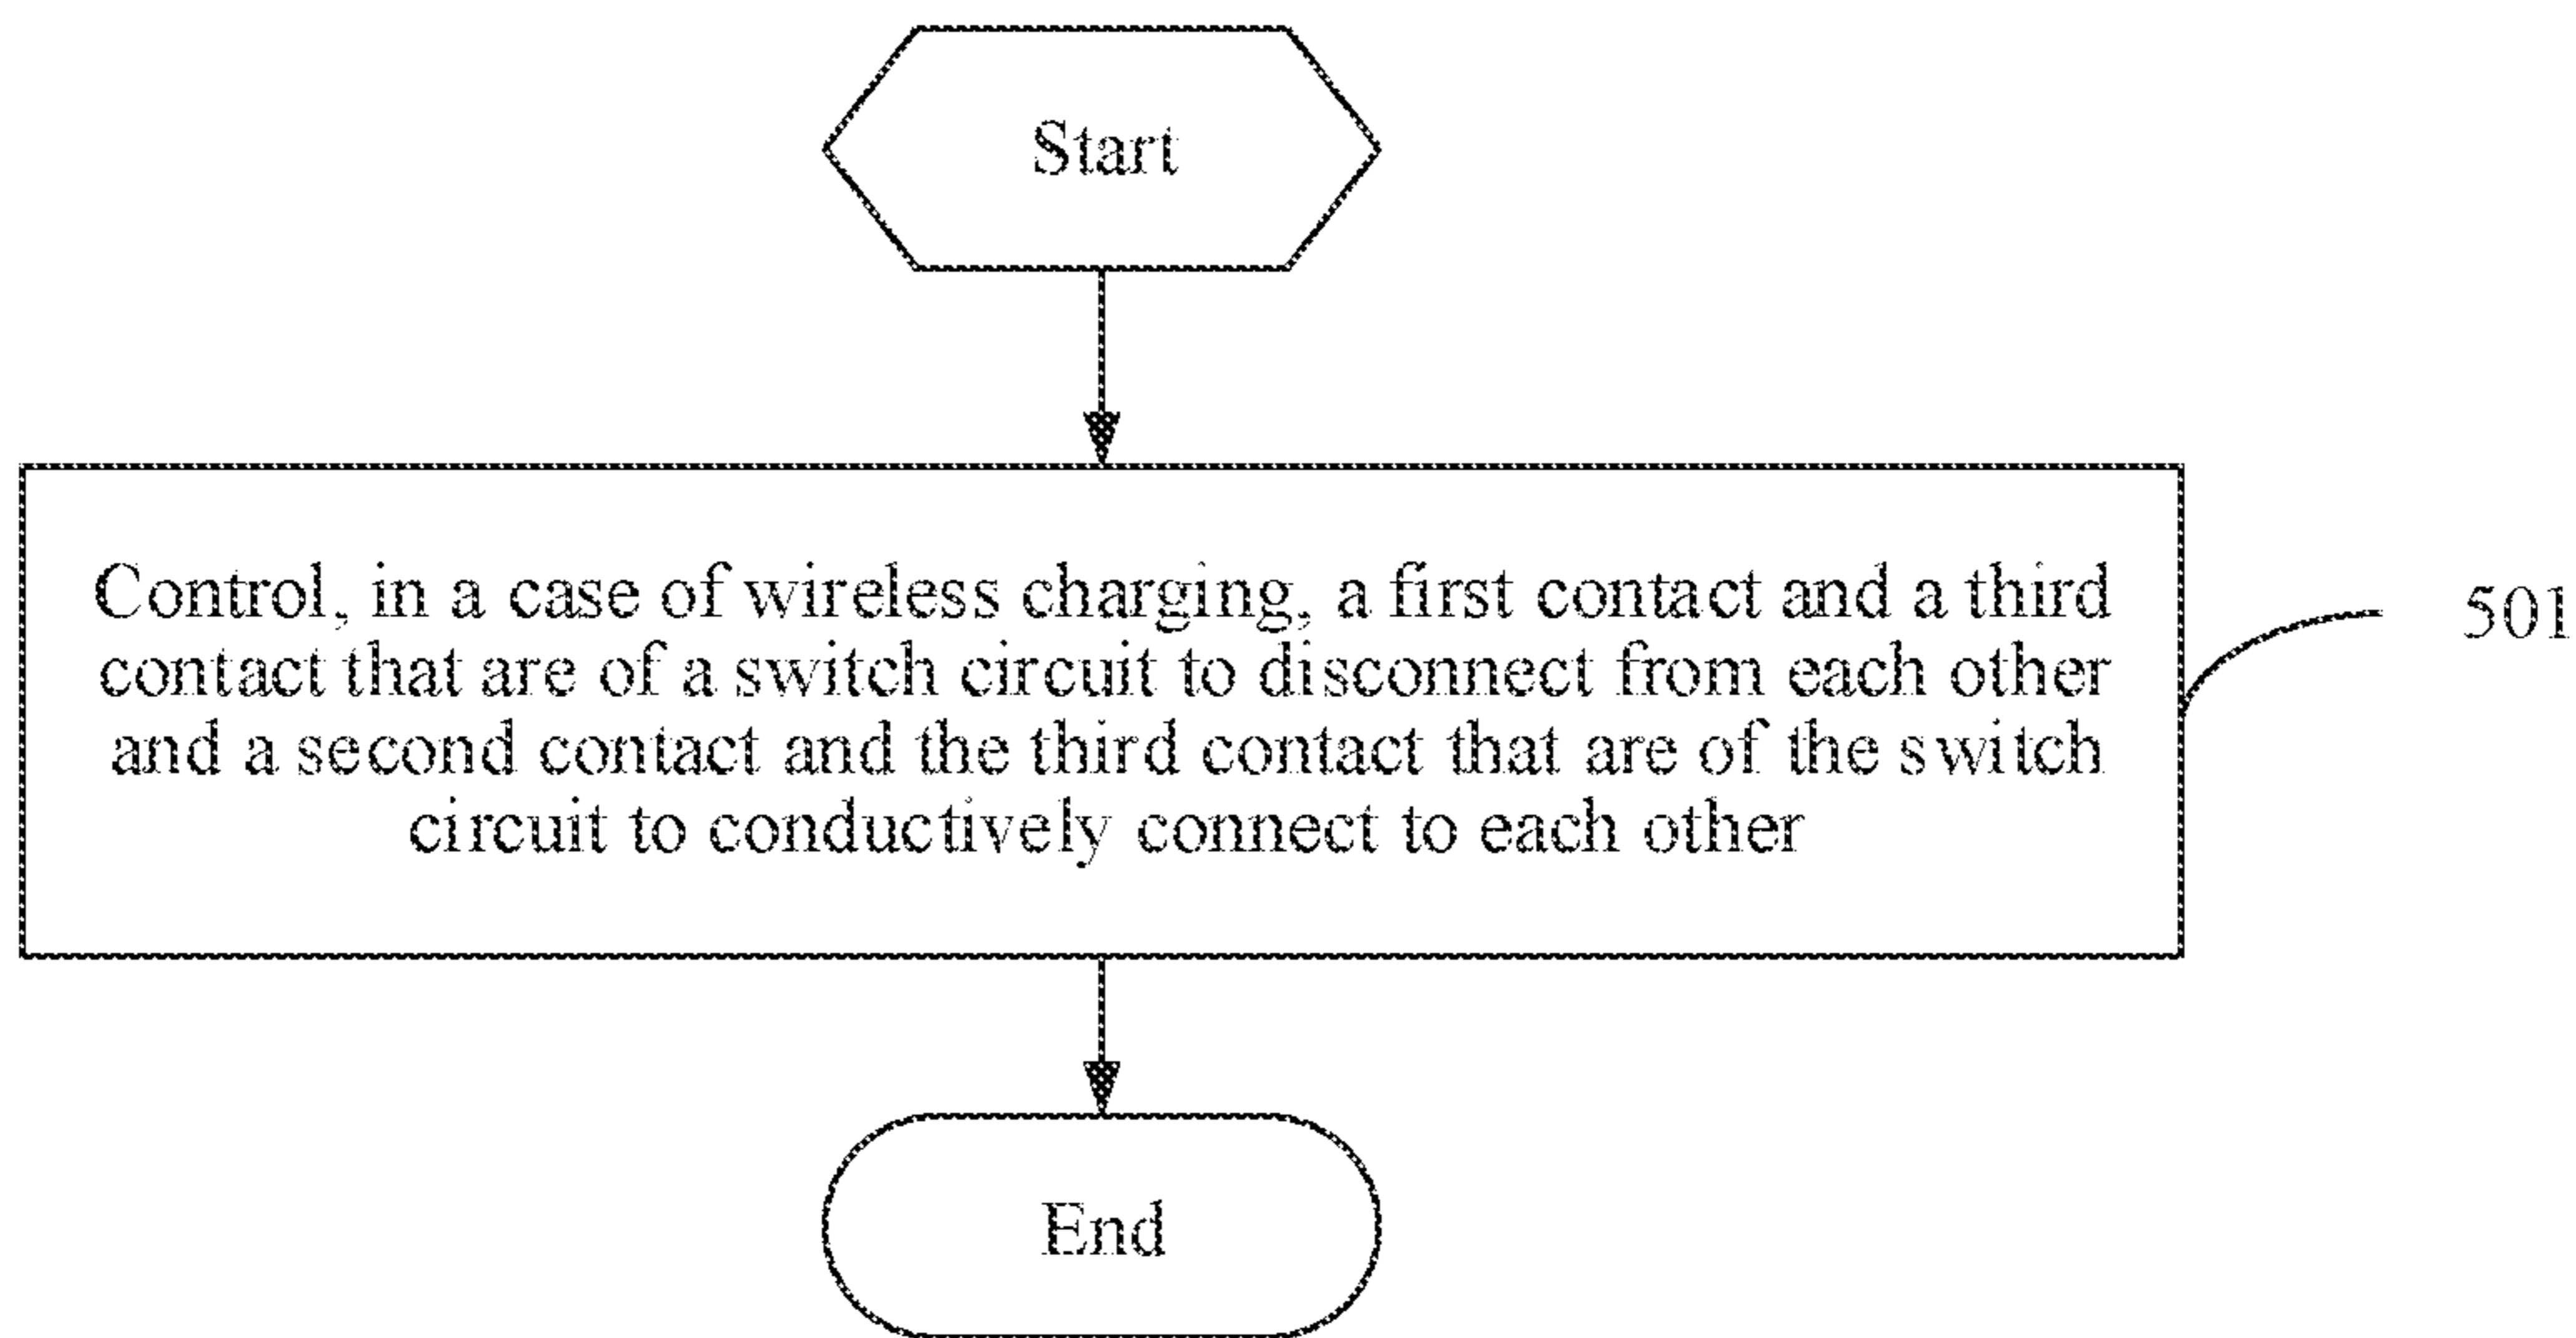 Start
Control, in a case of wireless charging, a first contact and a third
contact that are of a switch circuit to disconnect from each other
and a second contact and the third contact that are of the switch
circuit to conductively connect to each other
501
End